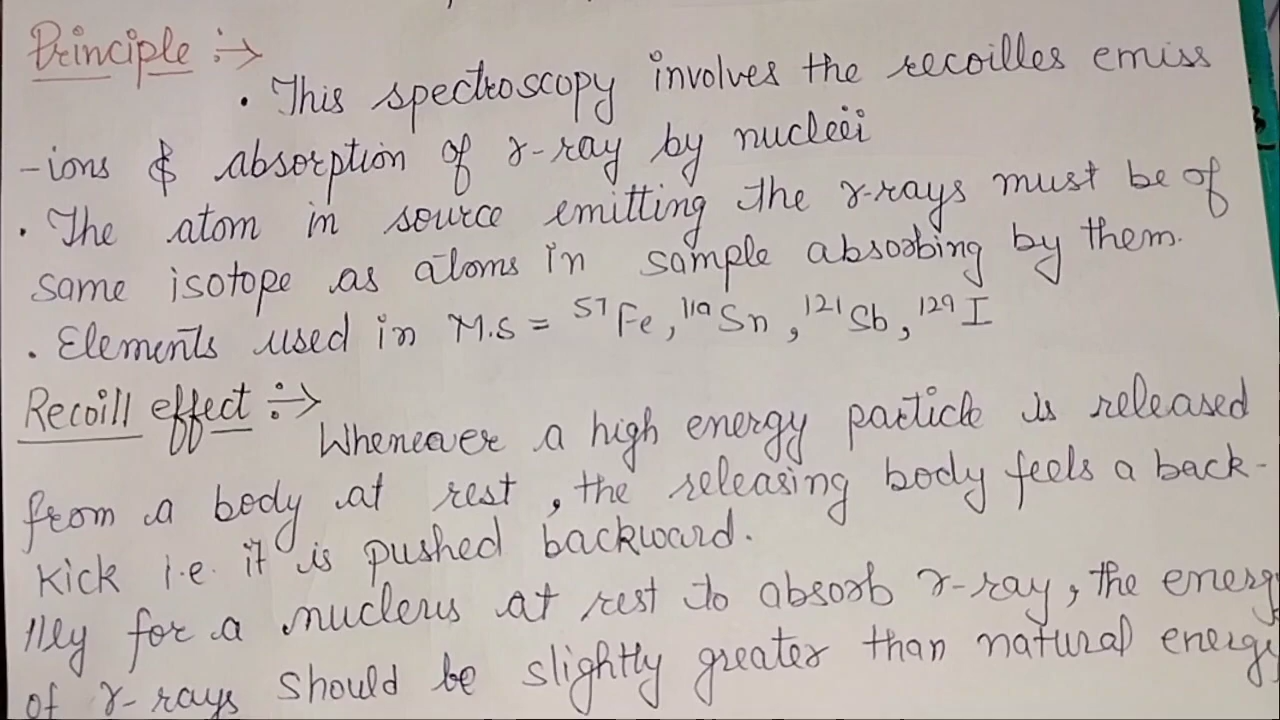 Principle :->
• This spectroscopy involves the recoilles emiss
-ions & absorption of γ-ray by nucleii
• The atom in source emitting the γ-rays must be of
same isotope as atoms in sample absorbing by them.
• Elements used in M.S = ⁵⁷Fe, ¹¹⁹Sn, ¹²¹Sb, ¹²⁹I
Recoill effect :->
Whenever a high energy particle is released
from a body at rest, the releasing body feels a back-
kick i.e. it is pushed backward.
llly for a nucleus at rest to absorb γ-ray, the energy
of γ-rays should be slightly greater than natural energy